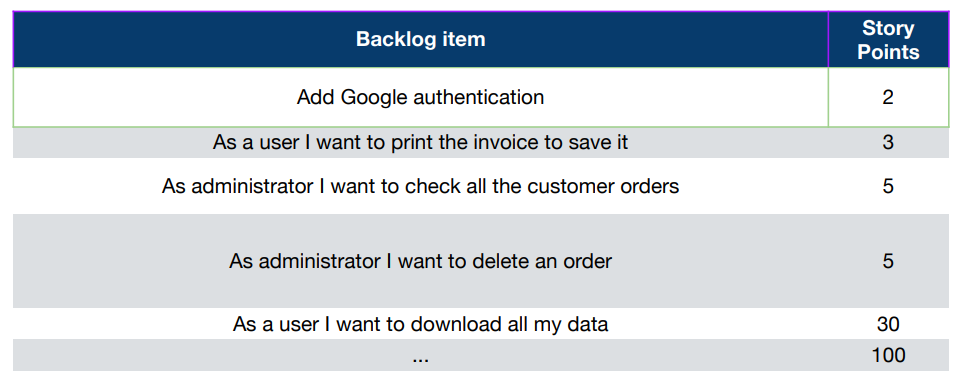 Backlog item Story Points
Add Google authentication 2
As a user I want to print the invoice to save it 3
As administrator I want to check all the customer orders 5
As administrator I want to delete an order 5
As a user I want to download all my data 30
... 100